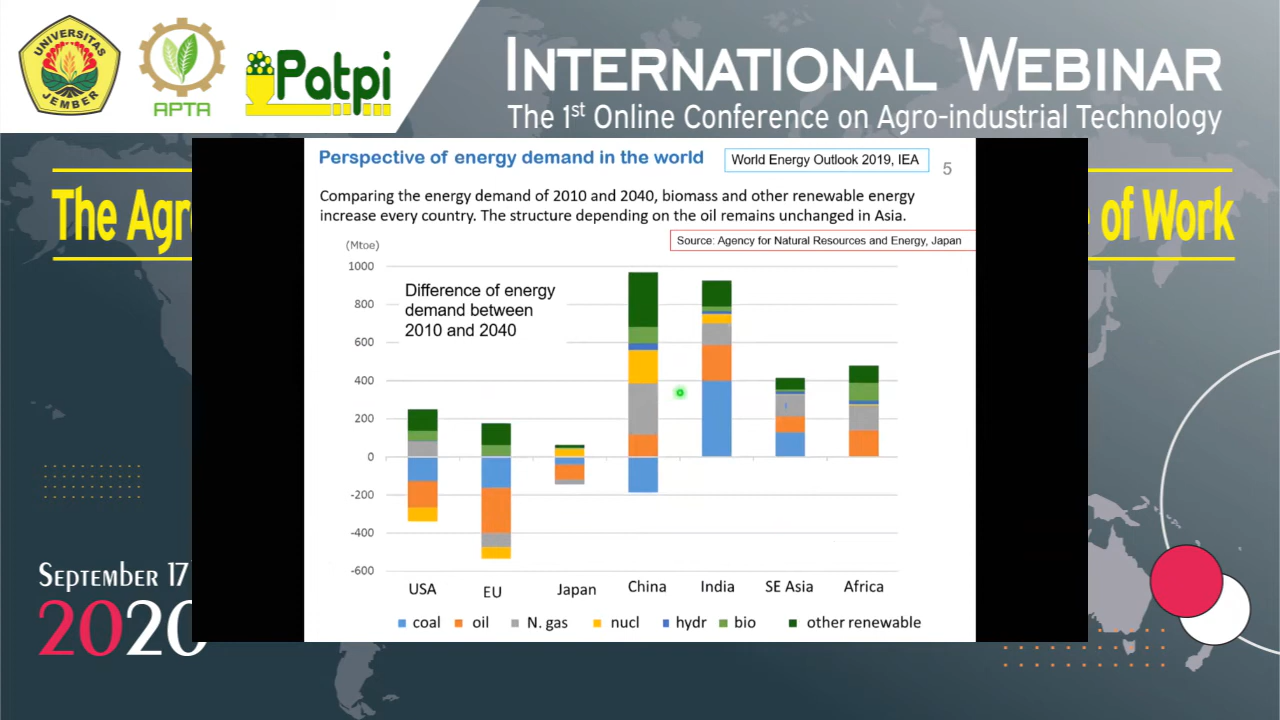 UNIVERSITAS
JEMBER
APTA
Patpi
INTERNATIONAL WEBINAR
The 1st Online Conference on Agro-industrial Technology
The Agr
e of Work
SEPTEMBER 17
2020
Perspective of energy demand in the world
World Energy Outlook 2019, IEA
5
Comparing the energy demand of 2010 and 2040, biomass and other renewable energy
increase every country. The structure depending on the oil remains unchanged in Asia.
Source: Agency for Natural Resources and Energy, Japan
(Mtoe)
Difference of energy
demand between
2010 and 2040
1000
800
600
400
200
0
-200
-400
-600
USA EU Japan China India SE Asia Africa
coal oil N. gas nucl hydr bio other renewable